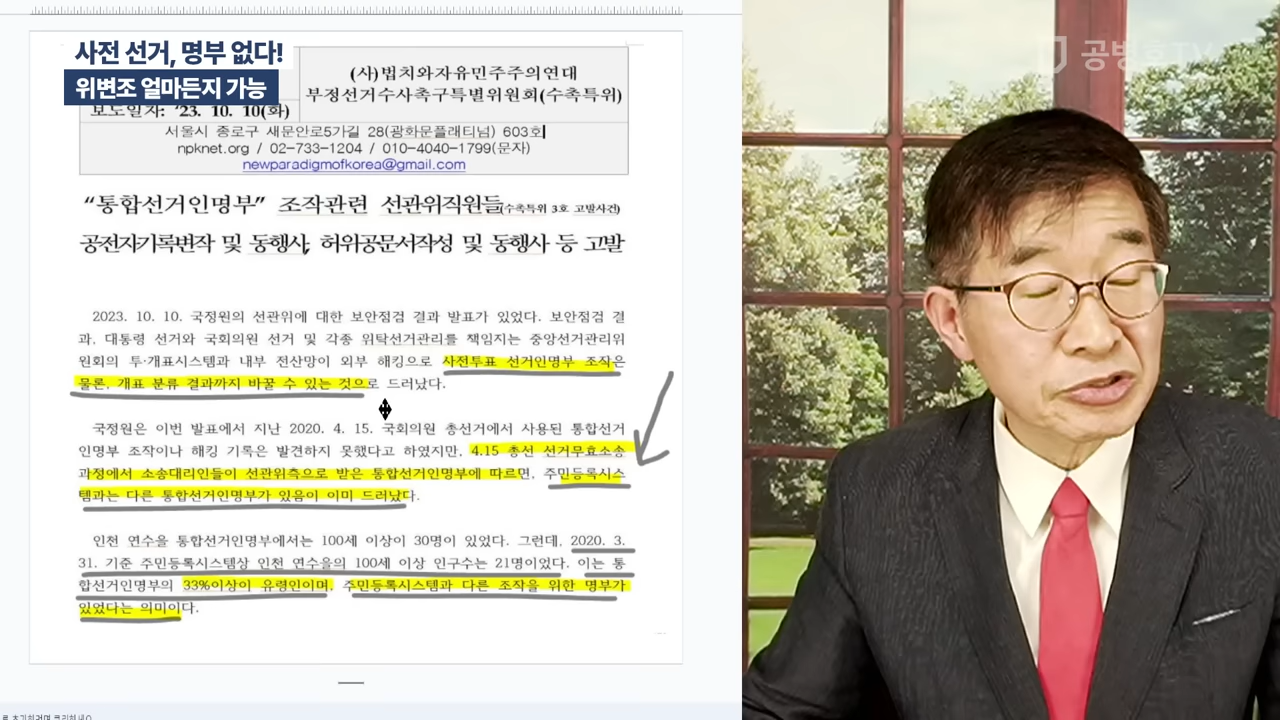 사전 선거, 명부 없다!
위변조 얼마든지 가능
공병호TV
(사)법치와자유민주주의연대
부정선거수사촉구특별위원회(수촉특위)
보도일자: '23. 10. 10(화)
서울시 종로구 새문안로5가길 28(광화문플래티넘) 603호
npknet.org / 02-733-1204 / 010-4040-1799(문자)
newparadigmofkorea@gmail.com
“통합선거인명부” 조작관련 선관위직원들(수촉특위 3호 고발사건)
공전자기록변작 및 동행사, 허위공문서작성 및 동행사 등 고발
2023. 10. 10. 국정원의 선관위에 대한 보안점검 결과 발표가 있었다. 보안점검 결
과, 대통령 선거와 국회의원 선거 및 각종 위탁선거관리를 책임지는 중앙선거관리위
원회의 투·개표시스템과 내부 전산망이 외부 해킹으로 사전투표 선거인명부 조작은
물론, 개표 분류 결과까지 바꿀 수 있는 것으로 드러났다.
국정원은 이번 발표에서 지난 2020. 4. 15. 국회의원 총선거에서 사용된 통합선거
인명부 조작이나 해킹 기록은 발견하지 못했다고 하였지만, 4.15 총선 선거무효소송
과정에서 소송대리인들이 선관위측으로 받은 통합선거인명부에 따르면, 주민등록시스
템과는 다른 통합선거인명부가 있음이 이미 드러났다.
인천 연수을 통합선거인명부에서는 100세 이상이 30명이 있었다. 그런데, 2020. 3.
31. 기준 주민등록시스템상 인천 연수을의 100세 이상 인구수는 21명이었다. 이는 통
합선거인명부의 33%이상이 유령인이며, 주민등록시스템과 다른 조작을 위한 명부가
있었다는 의미이다.